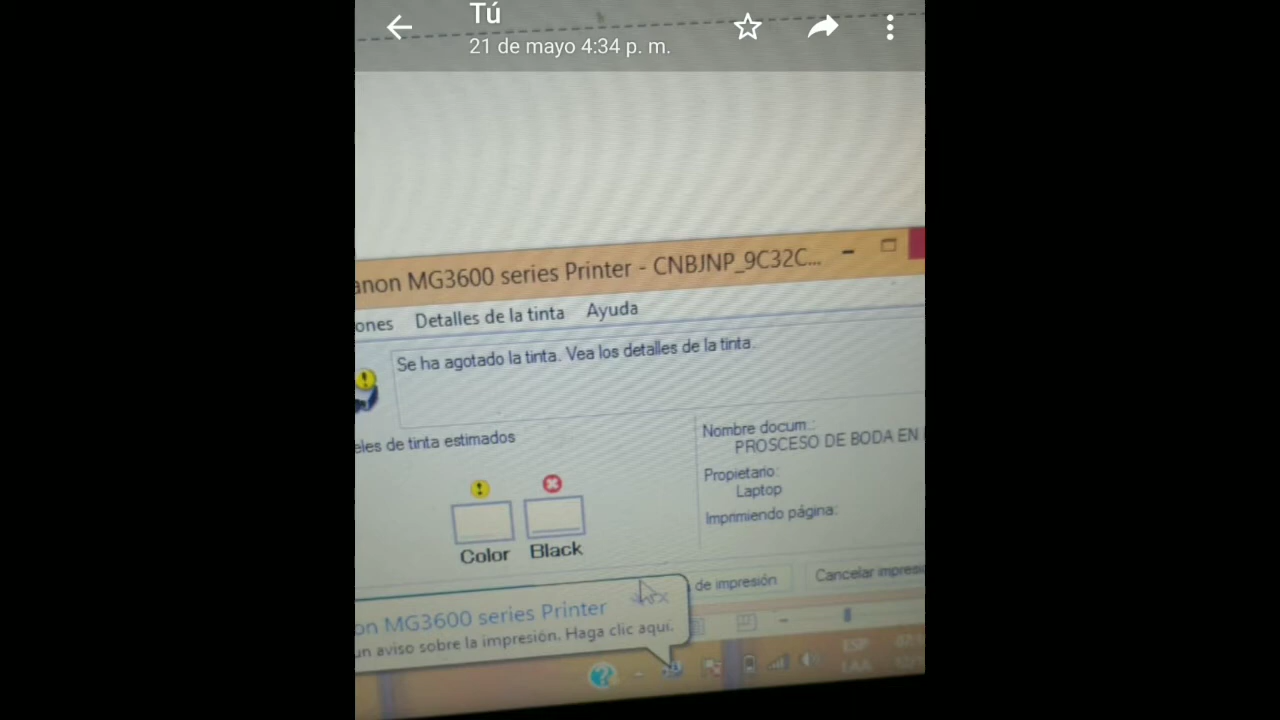 Tú
21 de mayo 4:34 p. m.
anon MG3600 series Printer - CNBJNP_9C32C...
ones Detalles de la tinta Ayuda
Se ha agotado la tinta. Vea los detalles de la tinta.
eles de tinta estimados
Nombre docum.:
PROSCESO DE BODA EN
Propietario:
Laptop
Imprimiendo página:
Color Black
de impresión Cancelar impresi
on MG3600 series Printer
un aviso sobre la impresión. Haga clic aquí.
ESP
LAA